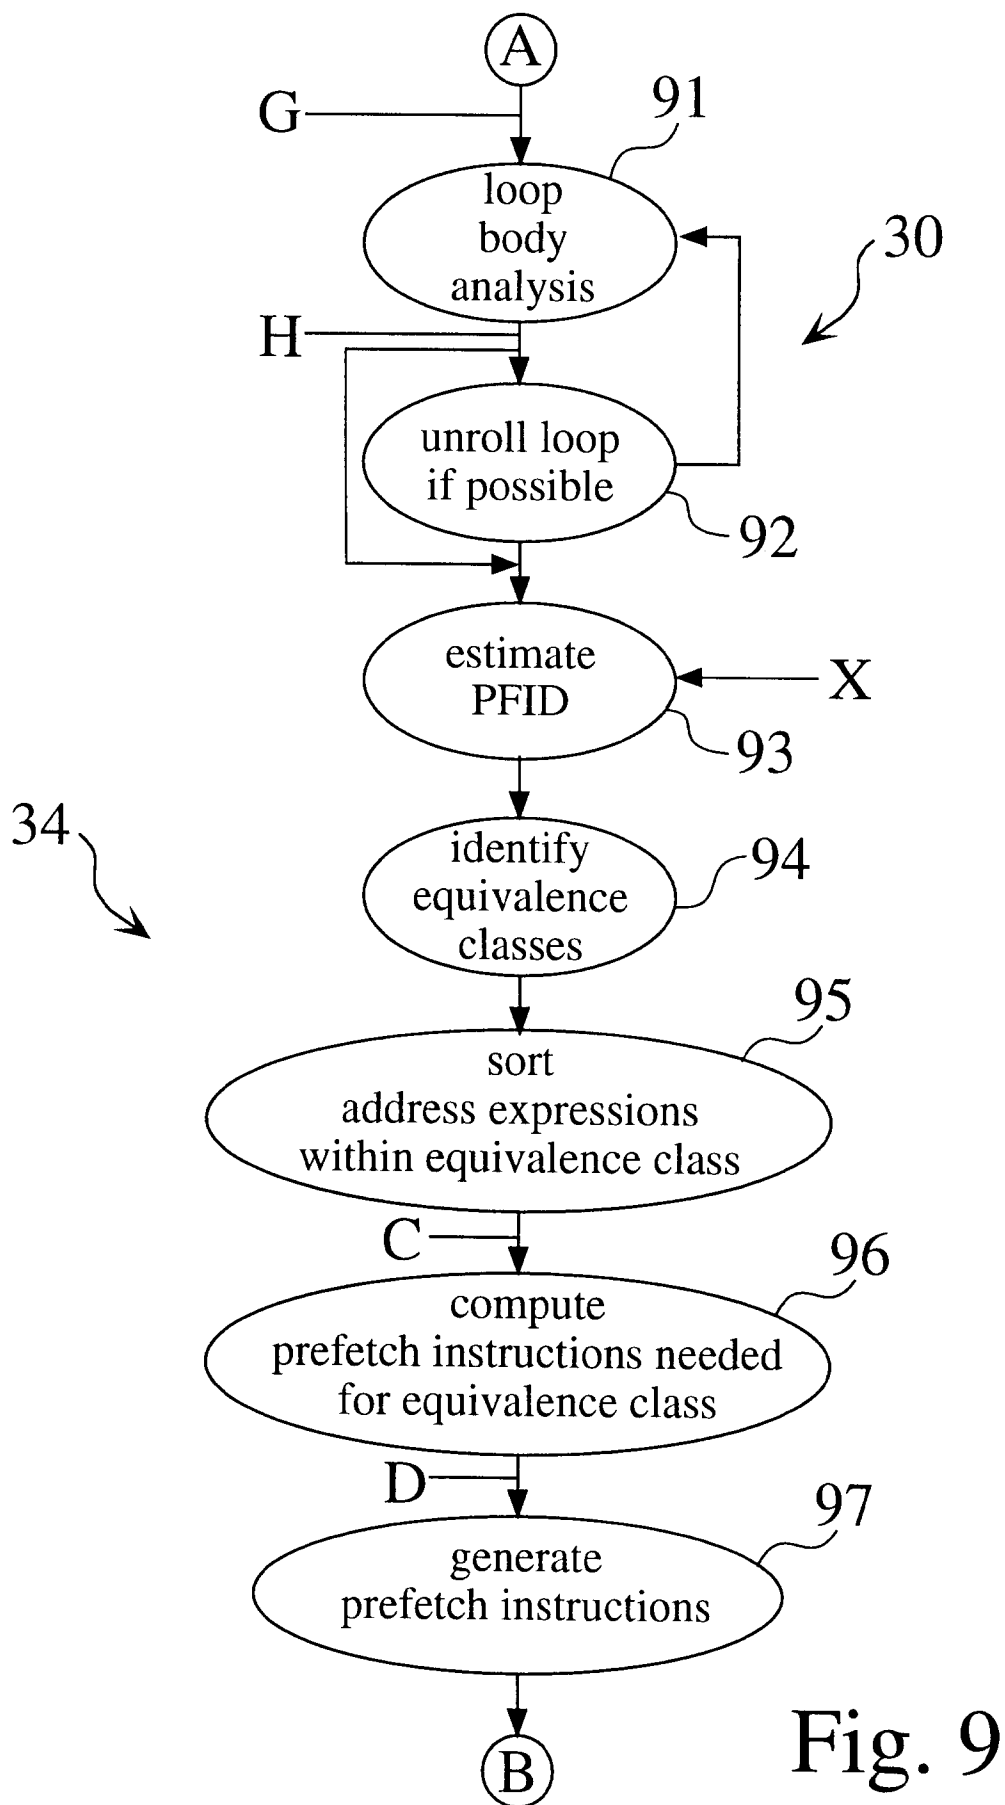 A
G
91
loop
body
analysis
30
H
unroll loop
if possible
92
estimate
PFID
X
93
34
identify
equivalence
classes
94
95
sort
address expressions
within equivalence class
C
96
compute
prefetch instructions needed
for equivalence class
D
97
generate
prefetch instructions
B
Fig. 9